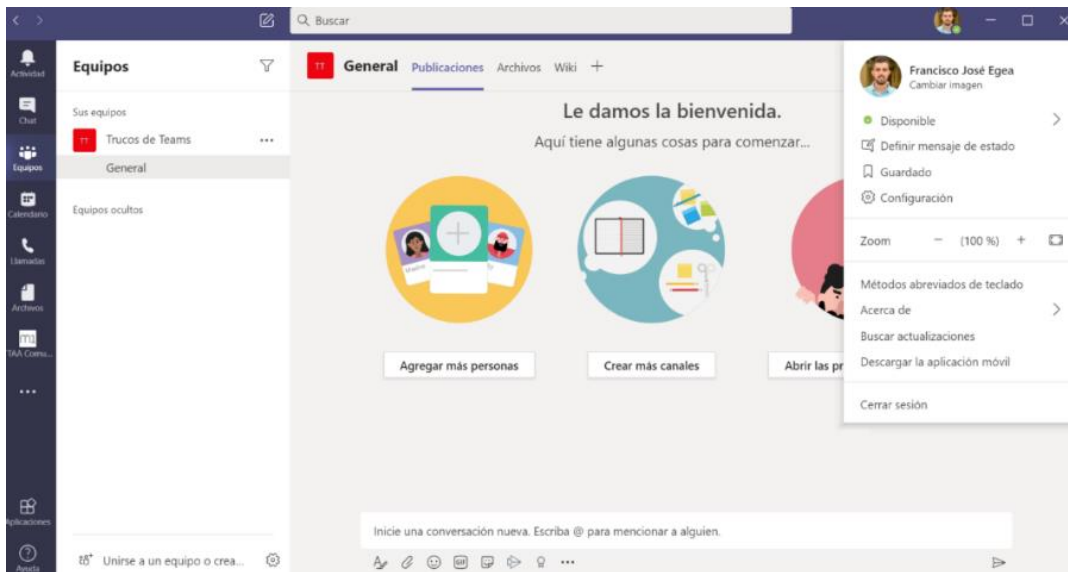 Buscar
Actividad
Chat
Equipos
Calendario
Llamadas
Archivos
TAA Comu...
Aplicaciones
Ayuda
Equipos
Sus equipos
TT Trucos de Teams
General
Equipos ocultos
Unirse a un equipo o crea...
TT General Publicaciones Archivos Wiki +
Le damos la bienvenida.
Aquí tiene algunas cosas para comenzar...
Agregar más personas
Crear más canales
Abrir las pr
Inicie una conversación nueva. Escriba @ para mencionar a alguien.
GIF
Francisco José Egea
Cambiar imagen
Disponible
Definir mensaje de estado
Guardado
Configuración
Zoom — (100 %) +
Métodos abreviados de teclado
Acerca de
Buscar actualizaciones
Descargar la aplicación móvil
Cerrar sesión